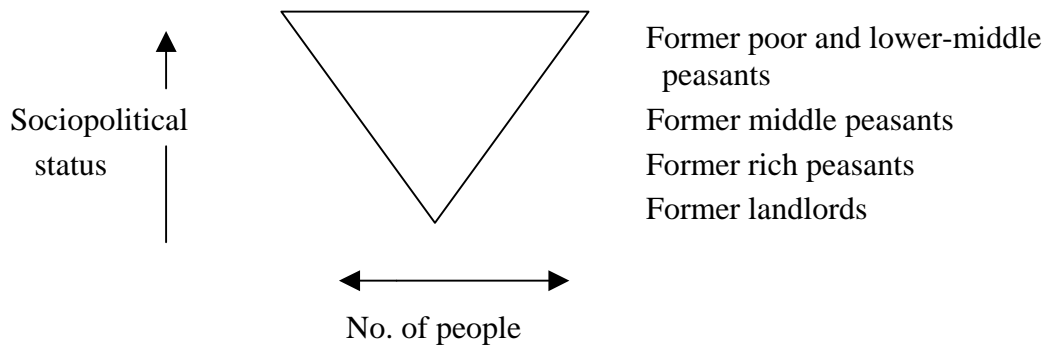 Former poor and lower-middle
peasants
Sociopolitical
status
Former middle peasants
Former rich peasants
Former landlords
No. of people